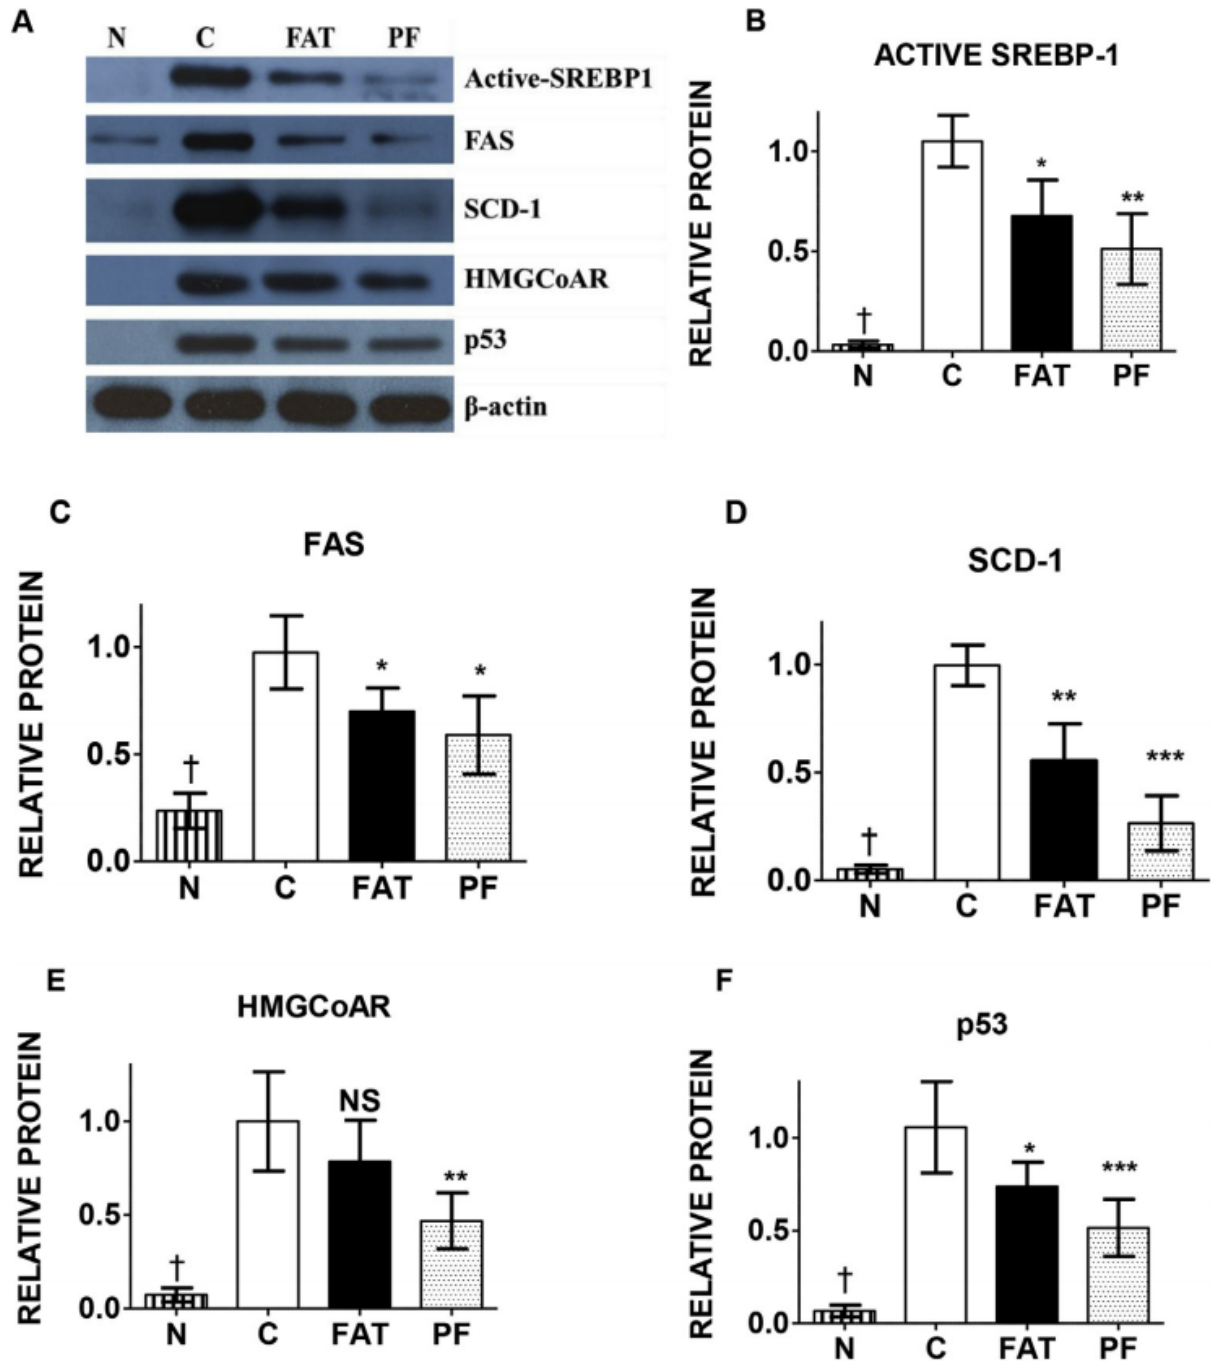 A
N C FAT PF
Active-SREBP1
FAS
SCD-1
HMGCoAR
p53
β-actin
B
ACTIVE SREBP-1
RELATIVE PROTEIN
1.0
0.5
0.0
†
*
**
N C FAT PF
C
FAS
RELATIVE PROTEIN
1.0
0.5
0.0
†
*
*
N C FAT PF
D
SCD-1
RELATIVE PROTEIN
1.0
0.5
0.0
†
**
***
N C FAT PF
E
HMGCoAR
RELATIVE PROTEIN
1.0
0.5
0.0
†
NS
**
N C FAT PF
F
p53
RELATIVE PROTEIN
1.0
0.5
0.0
†
*
***
N C FAT PF